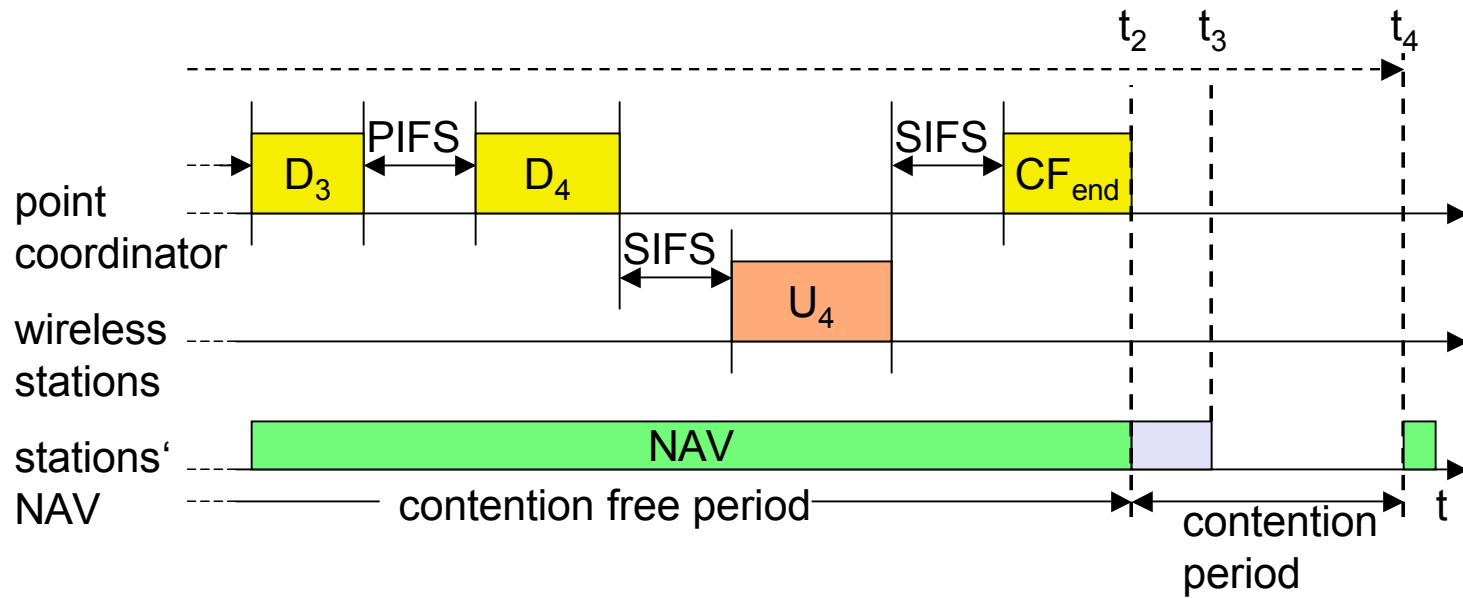 t2 t3 t4
PIFS SIFS
D3 D4 CFend
point
coordinator
SIFS
U4
wireless
stations
NAV
stations‘
NAV
contention free period
t
contention
period